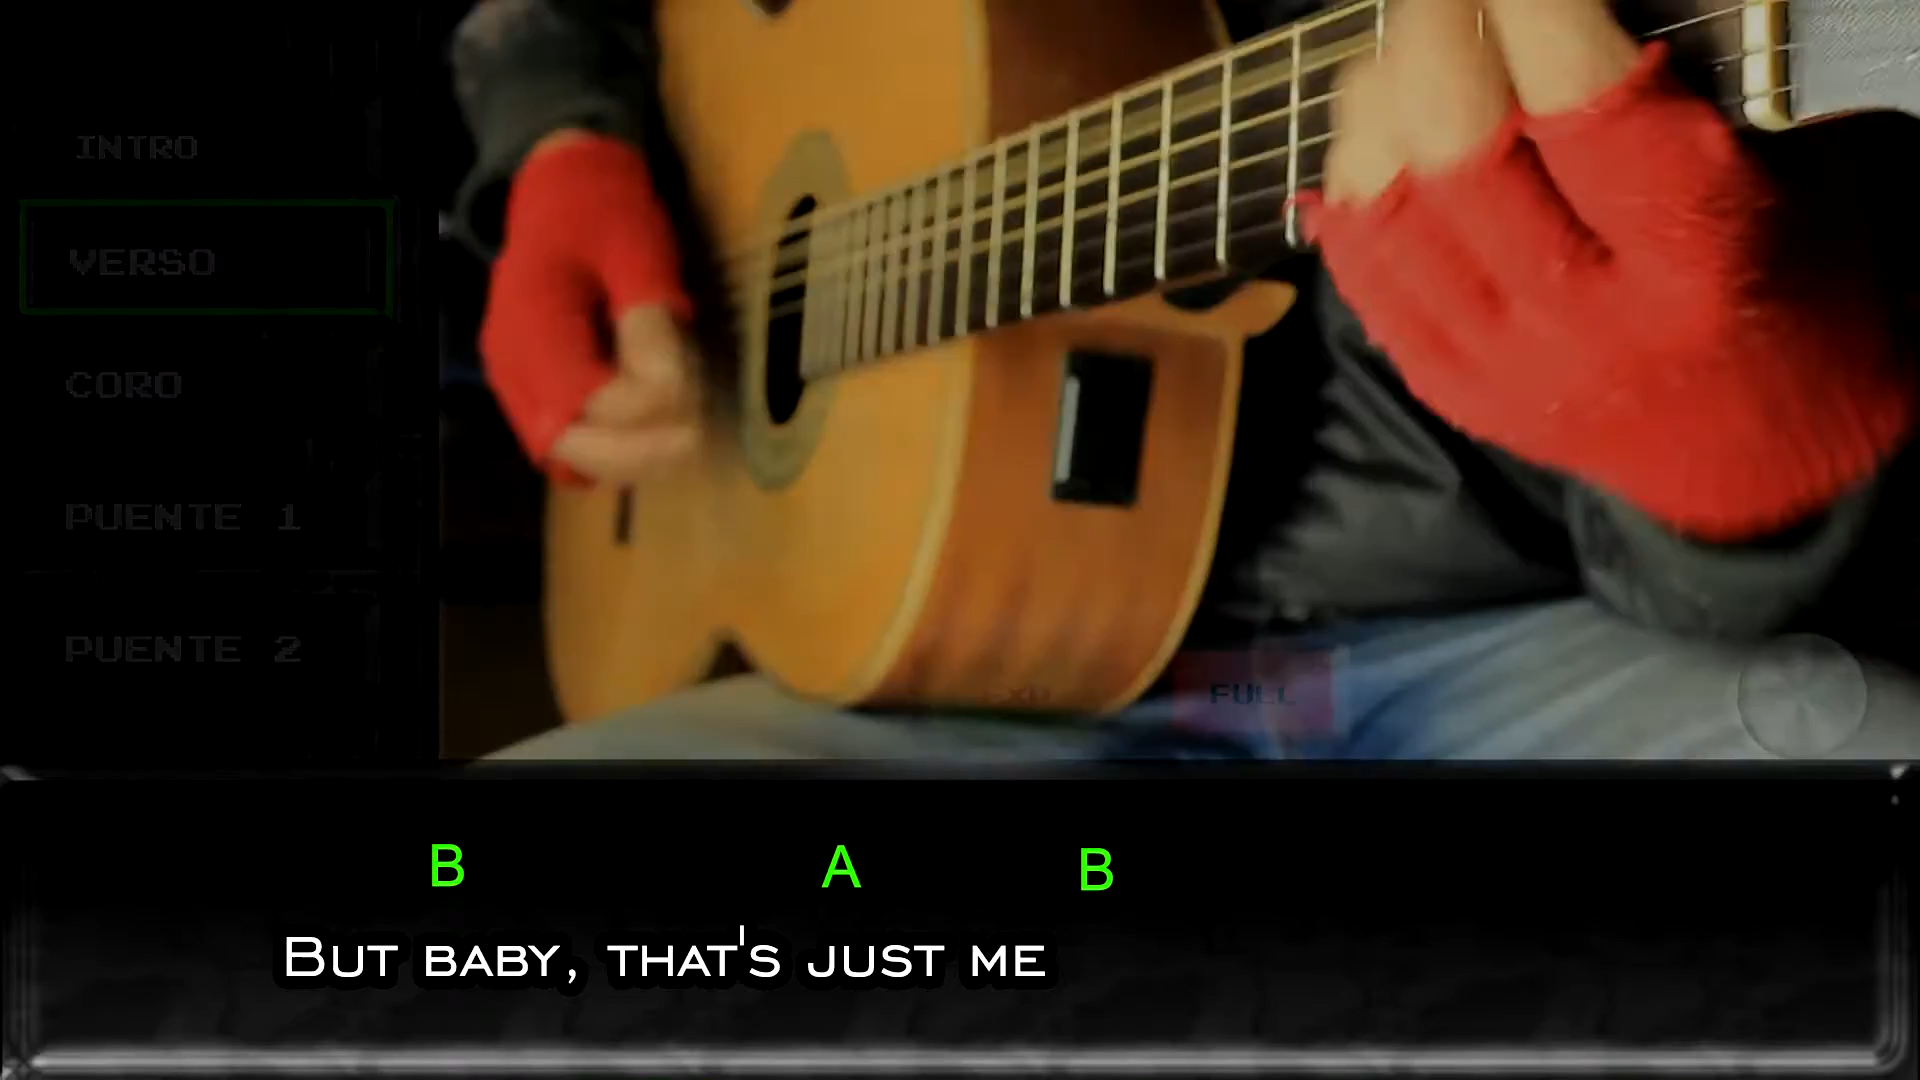 INTRO
VERSO
CORO
PUENTE 1
PUENTE 2
FULL
B A B
But baby, that's just me